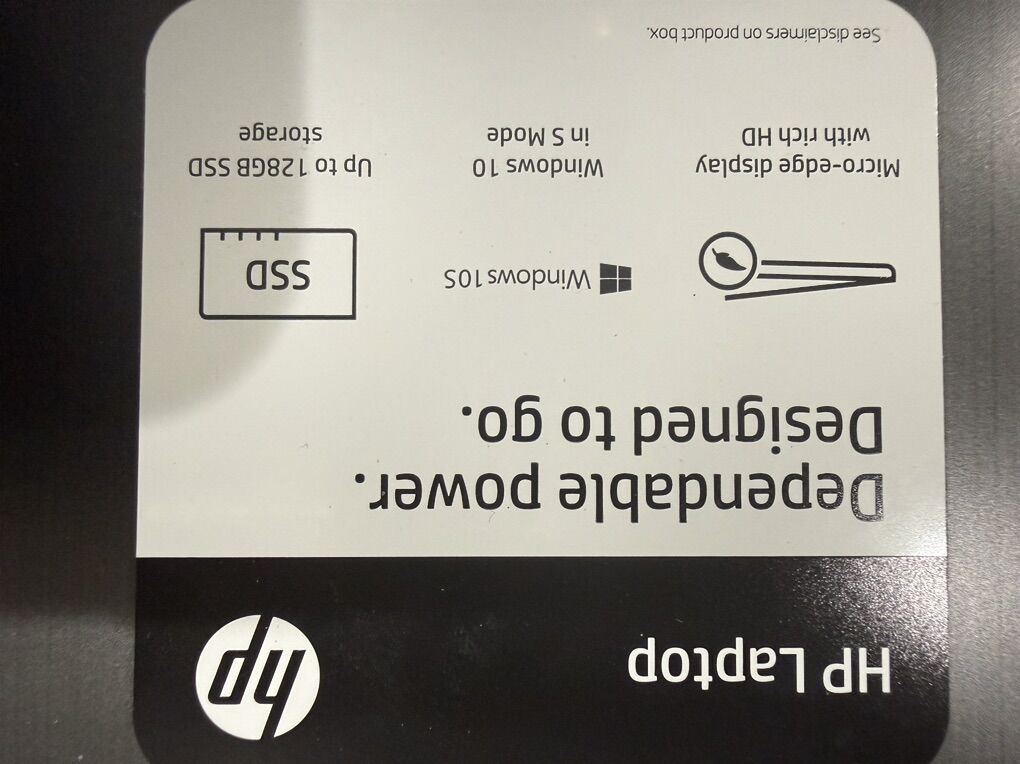 HP Laptop
hp
Dependable power.
Designed to go.
Windows 10S
SSD
Micro-edge display
with rich HD
Windows 10
in S Mode
Up to 128GB SSD
storage
See disclaimers on product box.